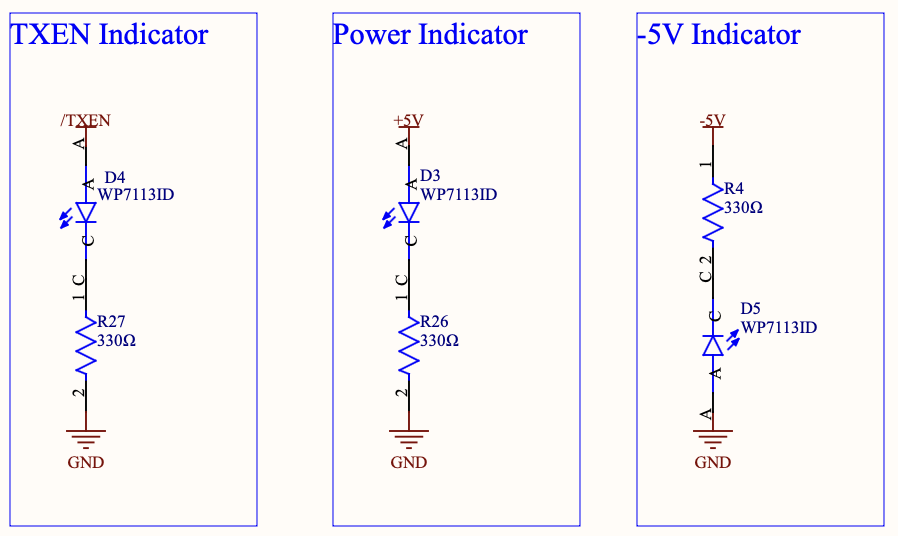 TXEN Indicator
/TXEN
A
A
D4
WP7113ID
C
C
1
R27
330Ω
2
GND
Power Indicator
+5V
A
A
D3
WP7113ID
C
C
1
R26
330Ω
2
GND
-5V Indicator
-5V
1
R4
330Ω
2
C
C
D5
WP7113ID
A
A
GND